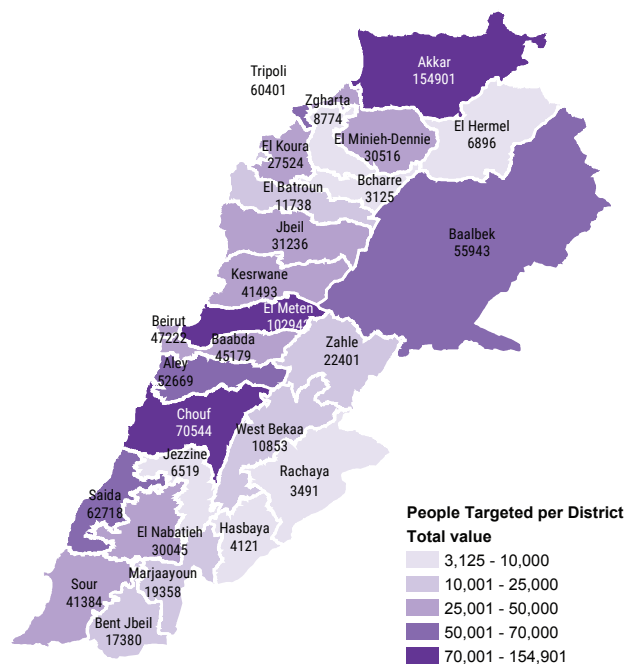 Akkar
154901
Tripoli
60401
Zgharta
8774
El Hermel
6896
El Minieh-Dennie
30516
El Koura
27524
Bcharre
3125
El Batroun
11738
Jbeil
31236
Baalbek
55943
Kesrwane
41493
El Meten
102942
Beirut
47222
Baabda
45179
Zahle
22401
Aley
52669
Chouf
70544
West Bekaa
10853
Jezzine
6519
Rachaya
3491
Saida
62718
El Nabatieh
30045
Hasbaya
4121
Marjaayoun
19358
Sour
41384
Bent Jbeil
17380
People Targeted per District
Total value
3,125 - 10,000
10,001 - 25,000
25,001 - 50,000
50,001 - 70,000
70,001 - 154,901